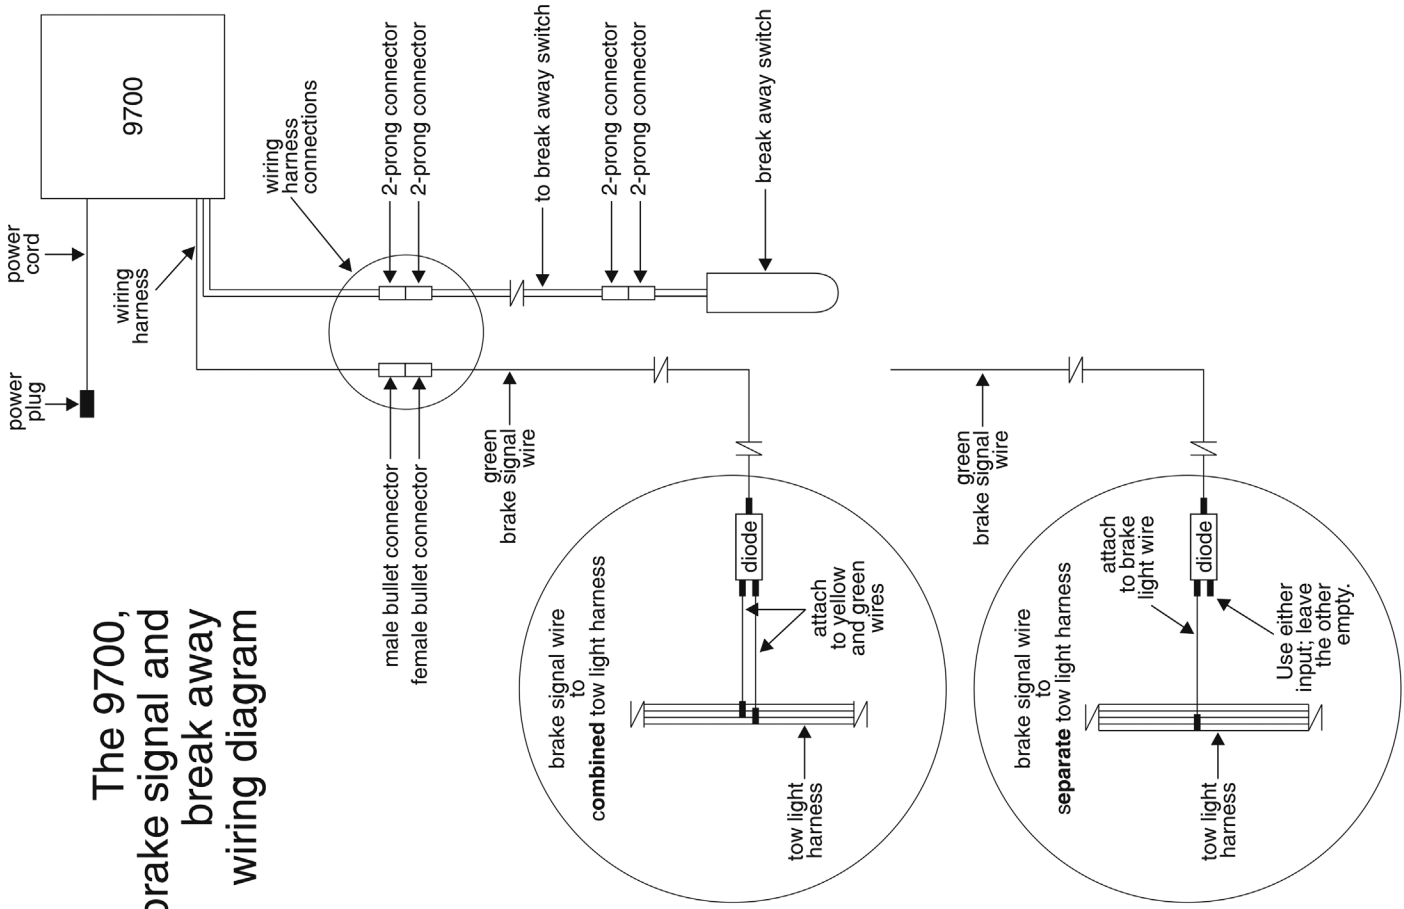 The 9700,
brake signal and
break away
wiring diagram
9700
power
cord
power
plug
wiring
harness
wiring
harness
connections
2-prong connector
2-prong connector
to break away switch
2-prong connector
2-prong connector
break away switch
male bullet connector
female bullet connector
green
brake signal
wire
green
brake signal
wire
brake signal wire
to
combined tow light harness
diode
attach
to yellow
and green
wires
tow light
harness
brake signal wire
to
separate tow light harness
attach
to brake
light wire
diode
Use either
input; leave
the other
empty.
tow light
harness